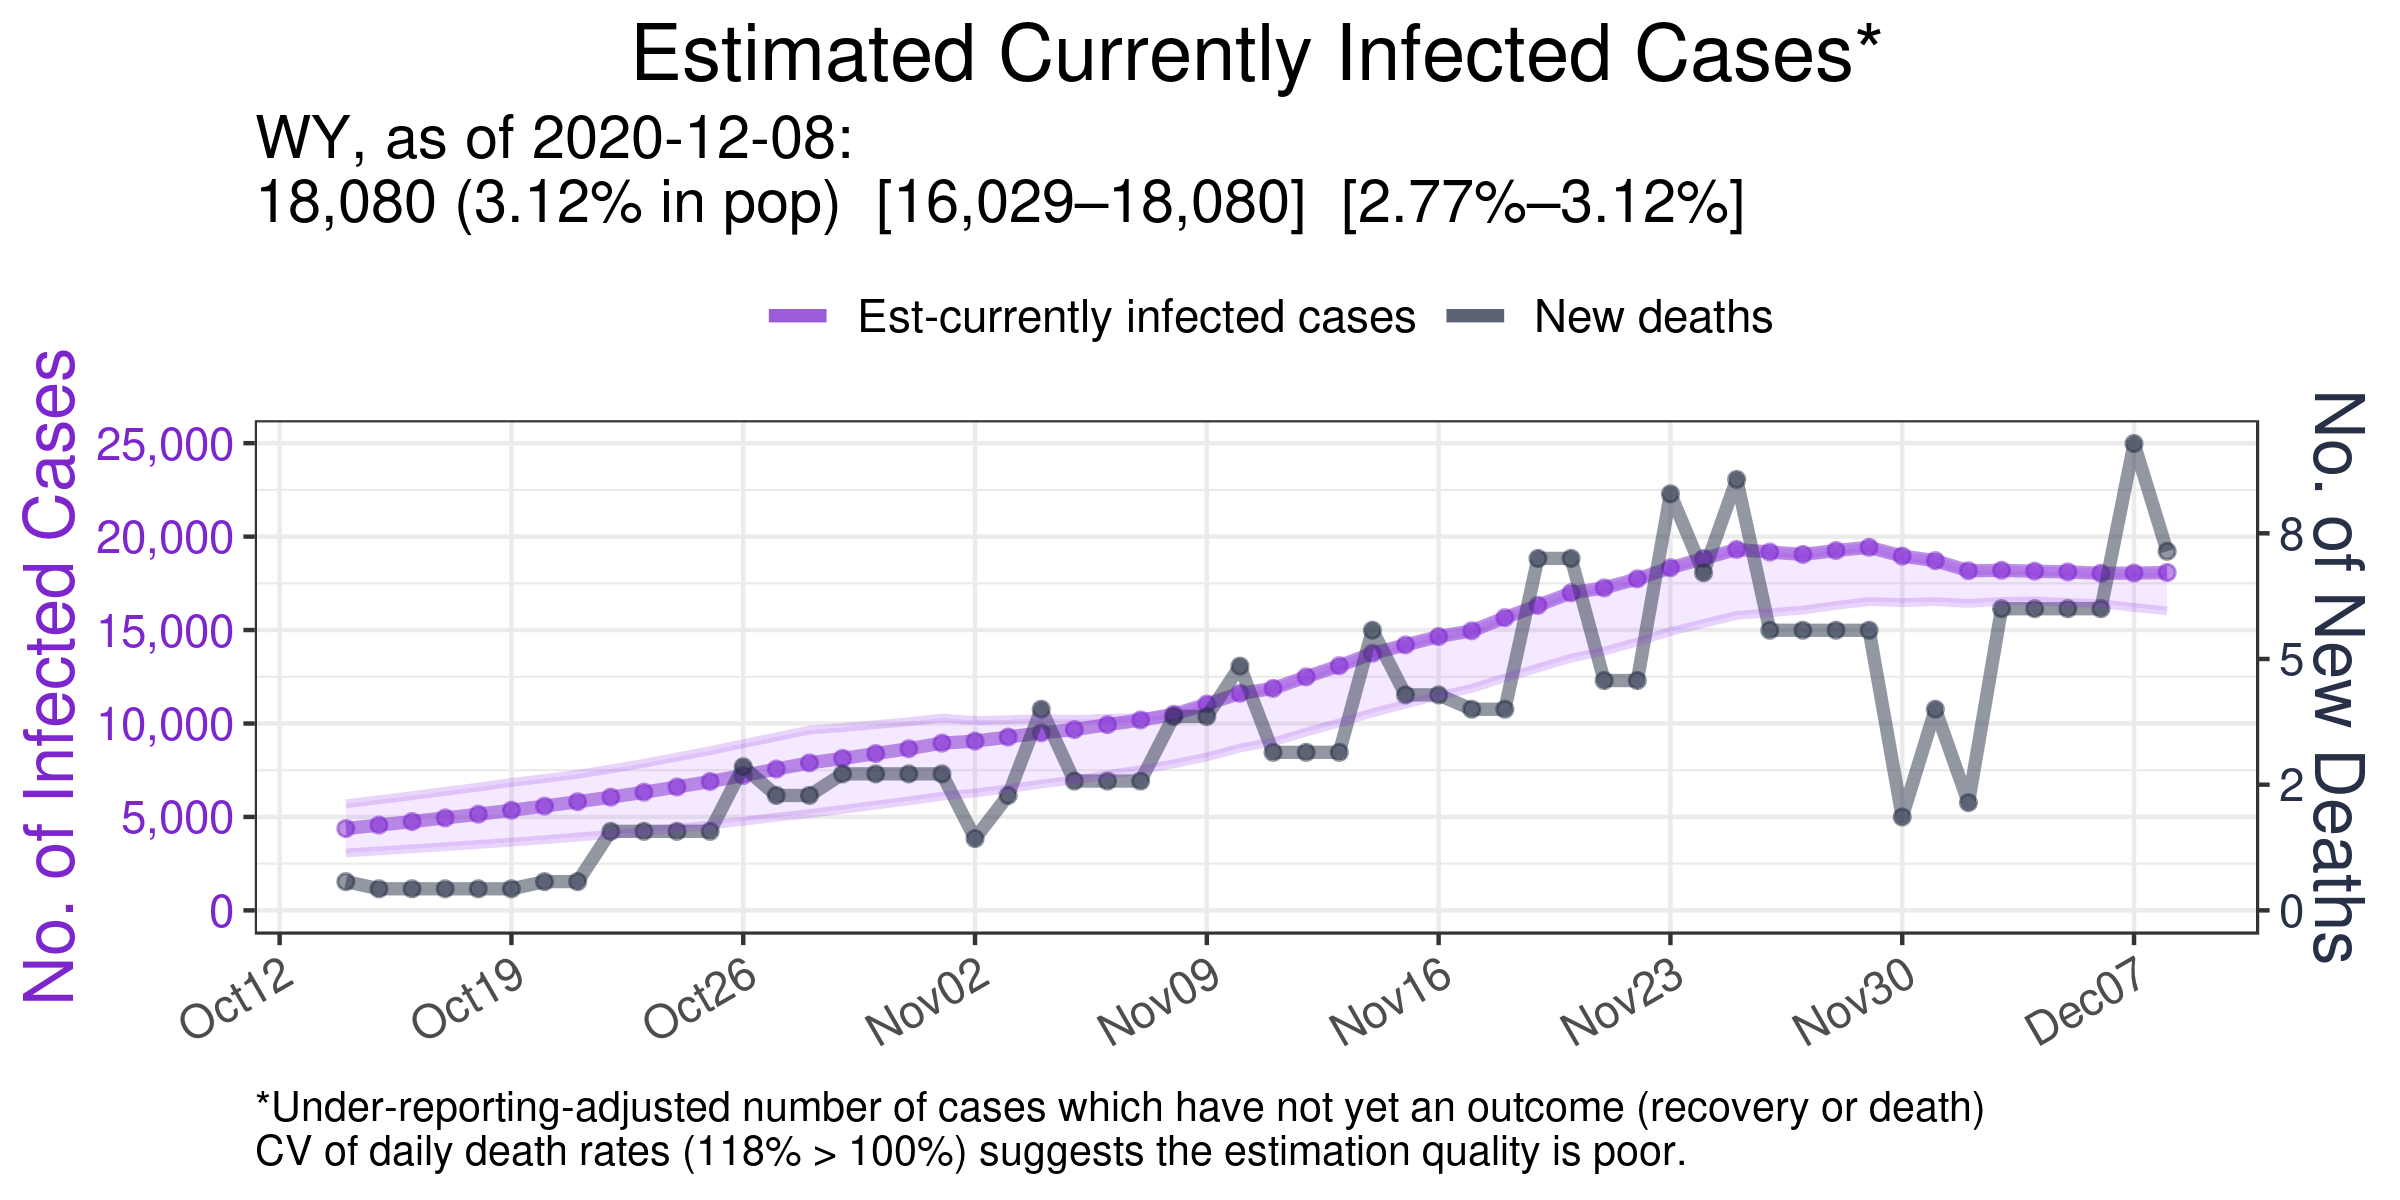 Estimated Currently Infected Cases*
WY, as of 2020-12-08:
18,080 (3.12% in pop)  [16,029–18,080]  [2.77%–3.12%]
Est-currently infected cases
New deaths
No. of Infected Cases
25,000
20,000
15,000
10,000
5,000
0
8
5
2
0
No. of New Deaths
Oct12
Oct19
Oct26
Nov02
Nov09
Nov16
Nov23
Nov30
Dec07
*Under-reporting-adjusted number of cases which have not yet an outcome (recovery or death)
CV of daily death rates (118% > 100%) suggests the estimation quality is poor.